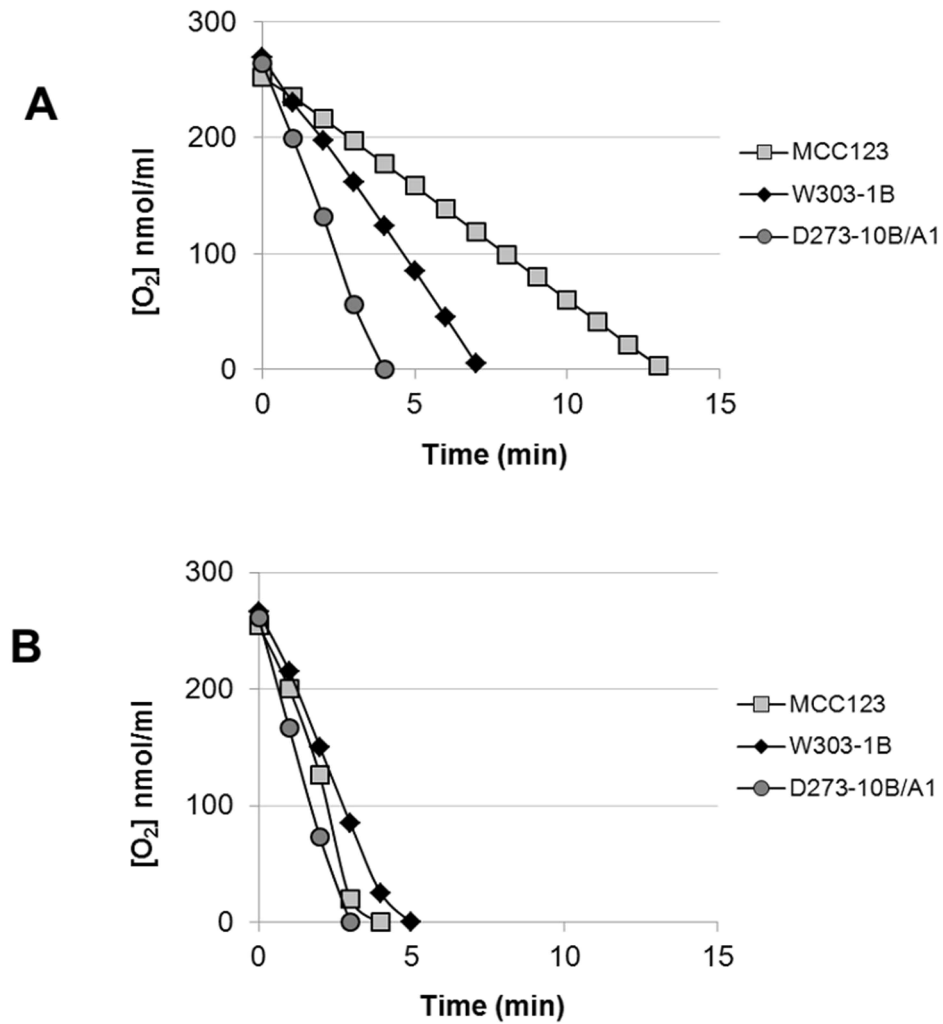 A
[O₂] nmol/ml
300
200
100
0
0 5 10 15
Time (min)
MCC123
W303-1B
D273-10B/A1
B
[O₂] nmol/ml
300
200
100
0
0 5 10 15
Time (min)
MCC123
W303-1B
D273-10B/A1